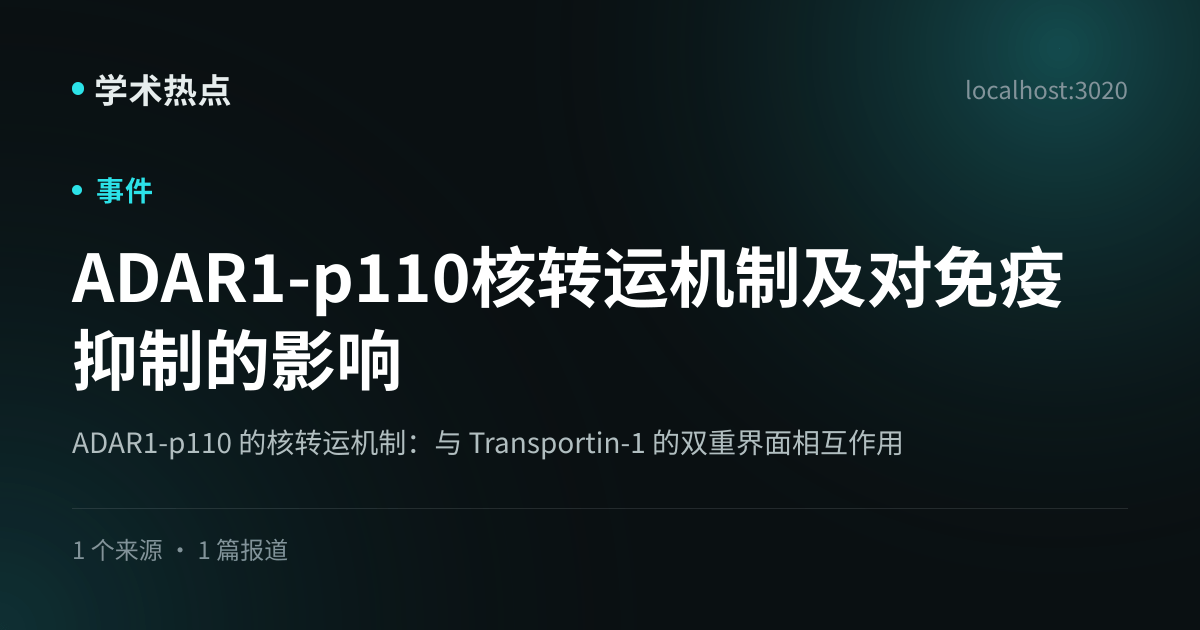 学术热点
localhost:3020
事件
ADAR1-p110核转运机制及对免疫
抑制的影响
ADAR1-p110 的核转运机制：与 Transportin-1 的双重界面相互作用
1 个来源 · 1 篇报道